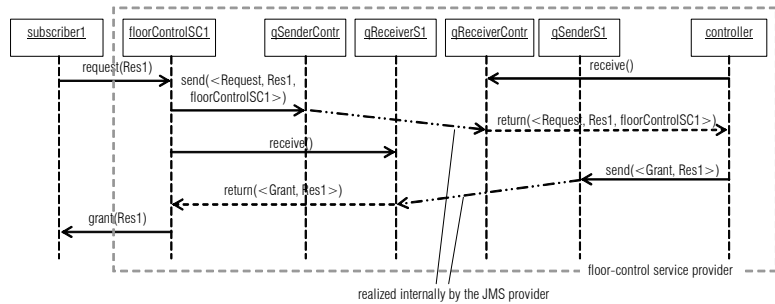 subscriber1
floorControlSC1
qSenderContr
qReceiverS1
qReceiverContr
qSenderS1
controller
request(Res1)
receive()
send(<Request, Res1,
floorControlSC1>)
return(<Request, Res1, floorControlSC1>)
receive()
send(<Grant, Res1>)
return(<Grant, Res1>)
grant(Res1)
floor-control service provider
realized internally by the JMS provider